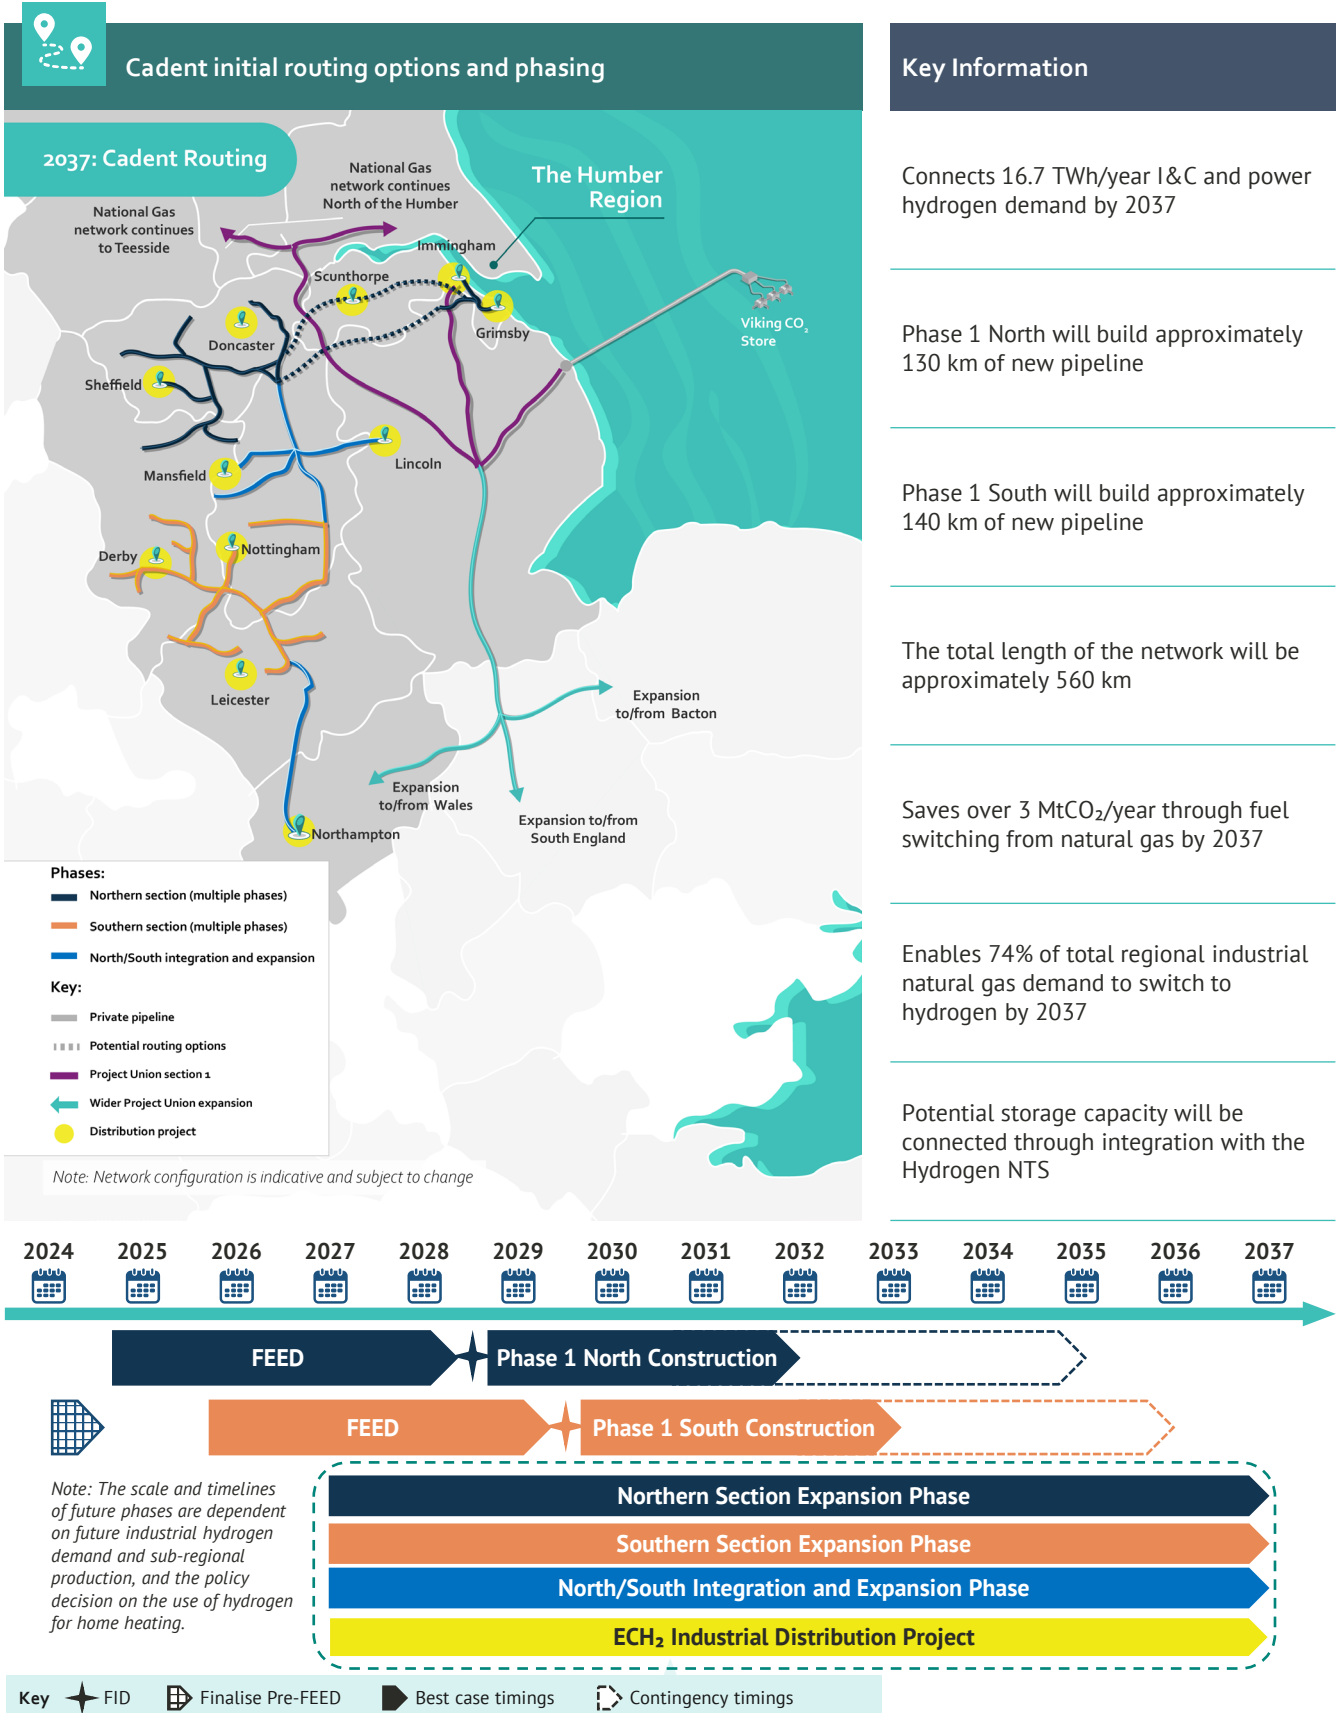 Cadent initial routing options and phasing
2037: Cadent Routing
National Gas
network continues
to Teesside
National Gas
network continues
North of the Humber
The Humber
Region
Immingham
Scunthorpe
Grimsby
Doncaster
Sheffield
Viking CO₂
Store
Lincoln
Mansfield
Derby
Nottingham
Leicester
Expansion
to/from Bacton
Expansion
to/from Wales
Expansion to/from
South England
Northampton
Phases:
Northern section (multiple phases)
Southern section (multiple phases)
North/South integration and expansion
Key:
Private pipeline
Potential routing options
Project Union section 1
Wider Project Union expansion
Distribution project
Note: Network configuration is indicative and subject to change
Key Information
Connects 16.7 TWh/year I&C and power
hydrogen demand by 2037
Phase 1 North will build approximately
130 km of new pipeline
Phase 1 South will build approximately
140 km of new pipeline
The total length of the network will be
approximately 560 km
Saves over 3 MtCO₂/year through fuel
switching from natural gas by 2037
Enables 74% of total regional industrial
natural gas demand to switch to
hydrogen by 2037
Potential storage capacity will be
connected through integration with the
Hydrogen NTS
2024 2025 2026 2027 2028 2029 2030 2031 2032 2033 2034 2035 2036 2037
FEED
Phase 1 North Construction
FEED
Phase 1 South Construction
Note: The scale and timelines
of future phases are dependent
on future industrial hydrogen
demand and sub-regional
production, and the policy
decision on the use of hydrogen
for home heating.
Northern Section Expansion Phase
Southern Section Expansion Phase
North/South Integration and Expansion Phase
ECH₂ Industrial Distribution Project
Key FID Finalise Pre-FEED Best case timings Contingency timings